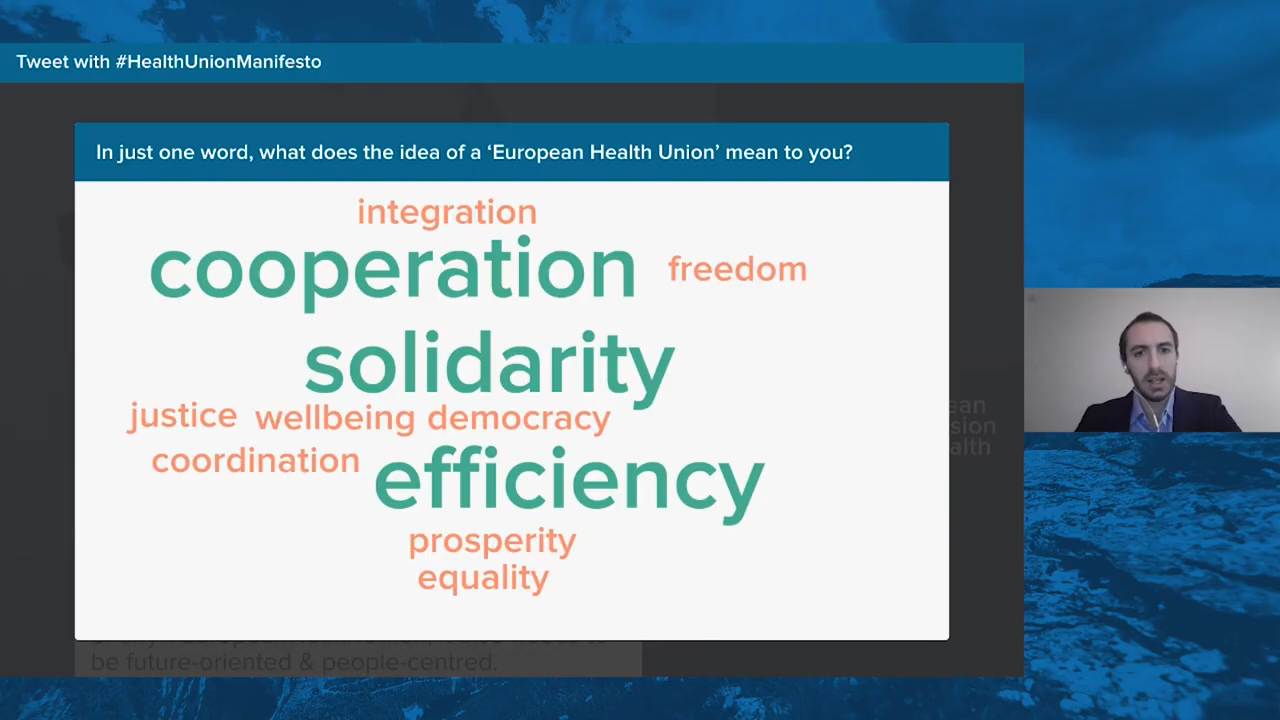 Tweet with #HealthUnionManifesto
In just one word, what does the idea of a ‘European Health Union’ mean to you?
integration
cooperation
freedom
solidarity
justice
wellbeing
democracy
coordination
efficiency
prosperity
equality
be future-oriented & people-centred.